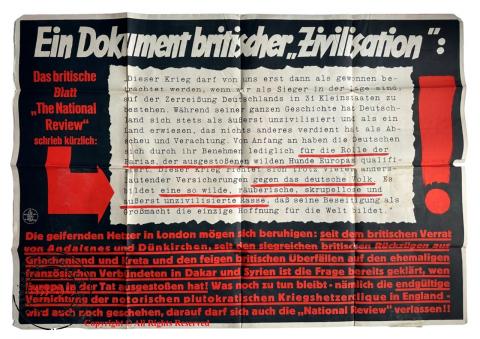 Ein Dokument britischer „Zivilisation“:
Das britische
Blatt
„The National
Review“
schrieb kürzlich:
„Dieser Krieg darf von uns erst dann als gewonnen be-
trachtet werden, wenn wir als Sieger in der Lage sind
auf der Zerreißung Deutschlands in 31 Kleinstaaten zu
bestehen. Während seiner ganzen Geschichte hat Deutsch-
land sich stets als äußerst unzivilisiert und als ein
Land erwiesen, das nichts anderes verdient hat als Ab-
scheu und Verachtung. Von Anfang an haben die Deutschen
sich durch ihr Benehmen lediglich für die Rolle der
Parias, der ausgestoßenen wilden Hunde Europas qualifi-
ziert. Dieser Krieg richtet sich trotz vieler anders-
lautender Versicherungen gegen das deutsche Volk. Es
bildet eine so wilde, räuberische, skrupellose und
äußerst unzivilisierte Rasse, daß seine Beseitigung als
Großmacht die einzige Hoffnung für die Welt bildet."
Die geifernden Hetzer in London mögen sich beruhigen: seit dem britischen Verrat
von Andalsnes und Dünkirchen, seit den siegreichen britischen Rückzügen aus
Griechenland und Kreta und den feigen britischen Überfällen auf den ehemaligen
französischen Verbündeten in Dakar und Syrien ist die Frage bereits geklärt, wen
Europa in der Tat ausgestoßen hat! Was noch zu tun bleibt - nämlich die endgültige
Vernichtung der notorischen plutokratischen Kriegshetzerclique in England -
wird auch noch geschehen, darauf darf sich auch die „National Review“ verlassen!!
Copyright © All Rights Reserved